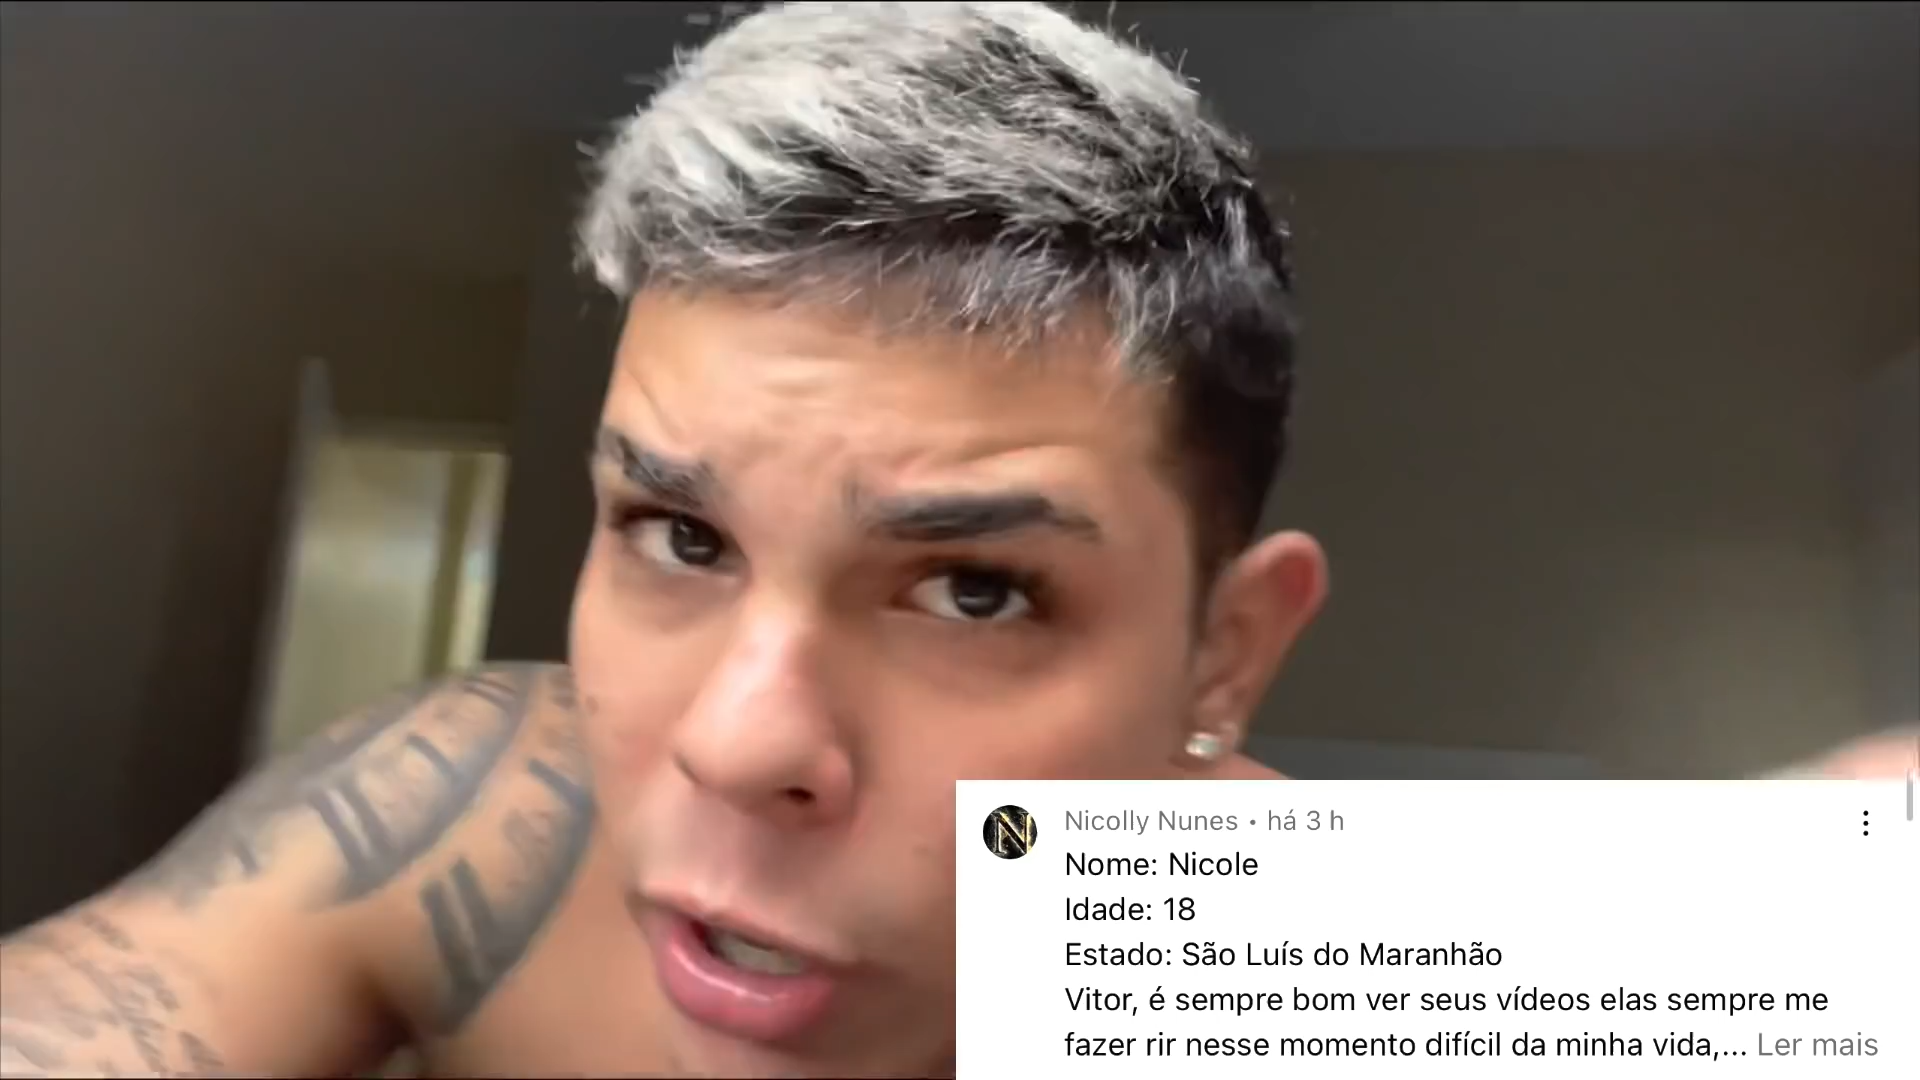 Nicolly Nunes • há 3 h
Nome: Nicole
Idade: 18
Estado: São Luís do Maranhão
Vitor, é sempre bom ver seus vídeos elas sempre me
fazer rir nesse momento difícil da minha vida,... Ler mais